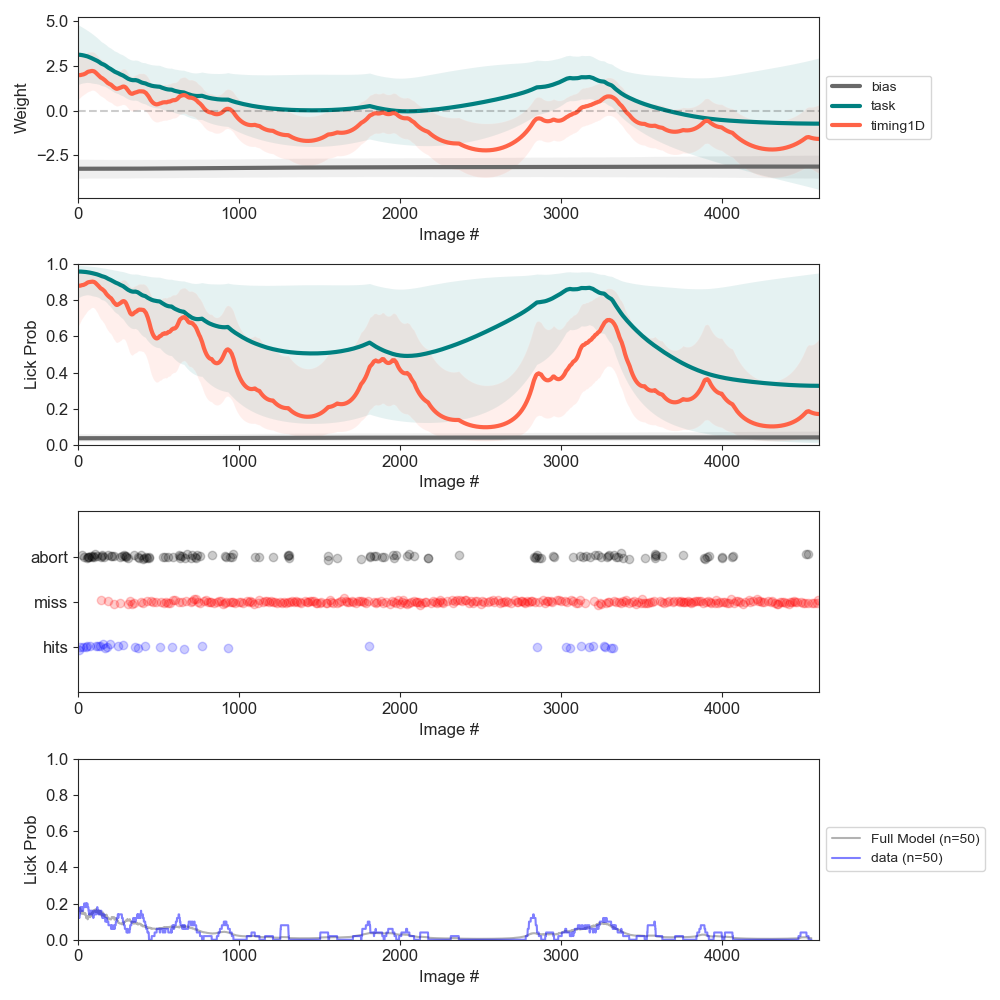 5.0
2.5
0.0
−2.5
Weight
0
1000
2000
3000
4000
Image #
bias
task
timing1D
1.0
0.8
0.6
0.4
0.2
0.0
Lick Prob
0
1000
2000
3000
4000
Image #
abort
miss
hits
0
1000
2000
3000
4000
Image #
1.0
0.8
0.6
0.4
0.2
0.0
Lick Prob
0
1000
2000
3000
4000
Image #
Full Model (n=50)
data (n=50)